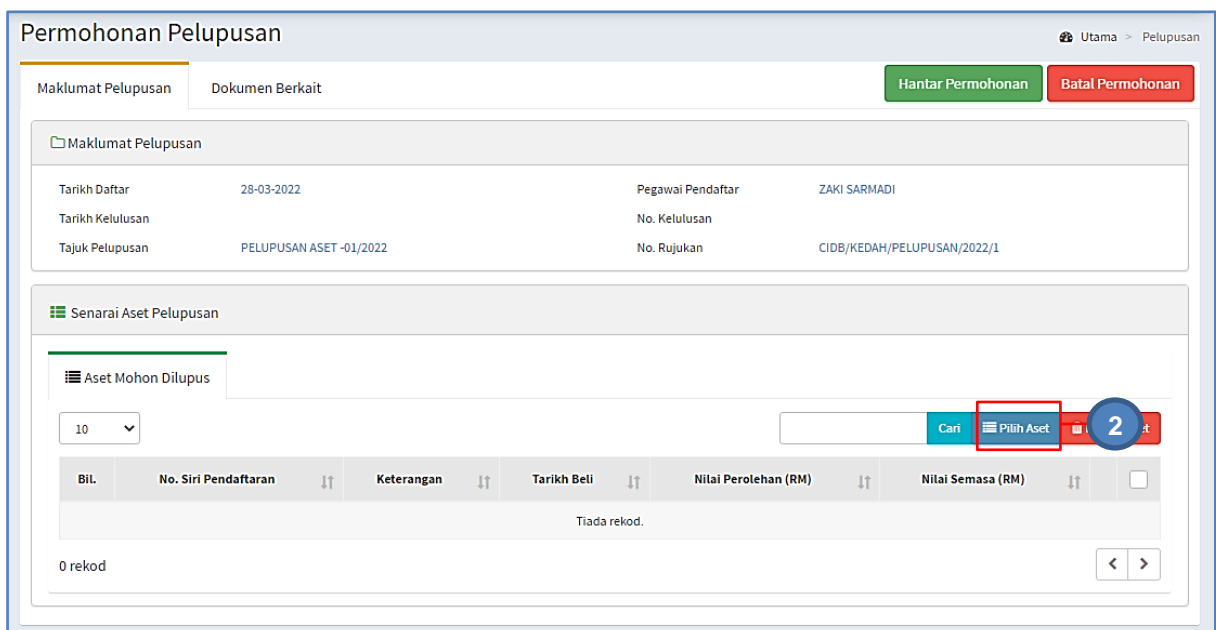 Permohonan Pelupusan
Utama > Pelupusan
Maklumat Pelupusan Dokumen Berkait Hantar Permohonan Batal Permohonan
Maklumat Pelupusan
Tarikh Daftar 28-03-2022 Pegawai Pendaftar ZAKI SARMADI
Tarikh Kelulusan No. Kelulusan
Tajuk Pelupusan PELUPUSAN ASET -01/2022 No. Rujukan CIDB/KEDAH/PELUPUSAN/2022/1
Senarai Aset Pelupusan
Aset Mohon Dilupus
10 Cari Pilih Aset 2
Bil. No. Siri Pendaftaran Keterangan Tarikh Beli Nilai Perolehan (RM) Nilai Semasa (RM)
Tiada rekod.
0 rekod < >